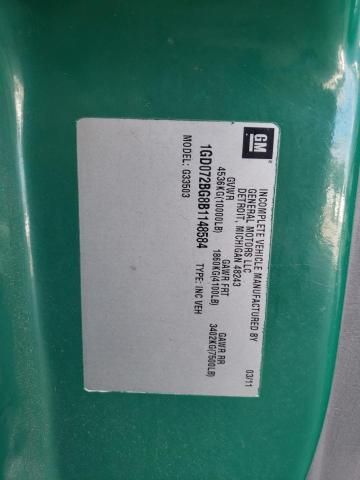 GM
INCOMPLETE VEHICLE MANUFACTURED BY
GENERAL MOTORS LLC
DETROIT, MICHIGAN 48243
03/11
GVWR GAWR FRT GAWR RR
4536KG(10000LB) 1860KG(4100LB) 3402KG(7500LB)
1GD072BG8B1148584 TYPE: INC VEH
MODEL: G33503